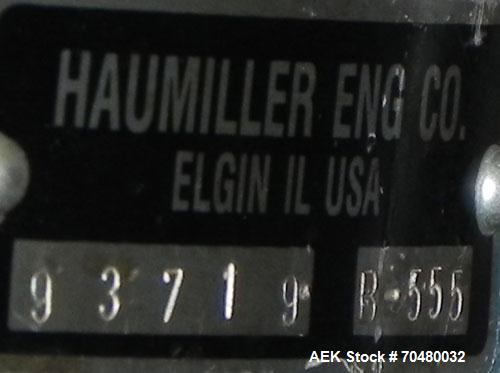 HAUMILLER ENG CO.
ELGIN IL USA
93719 B-555
AEK Stock # 70480032